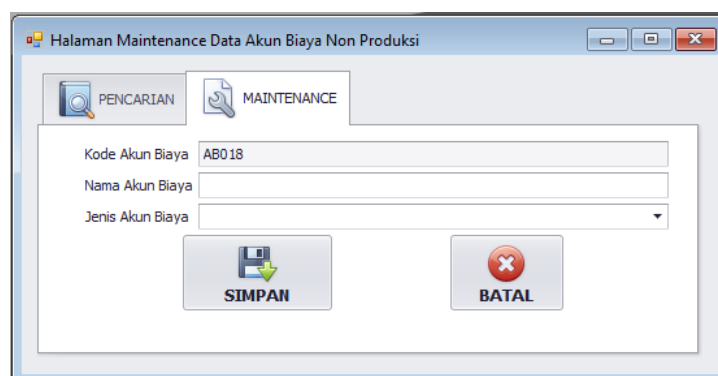 Halaman Maintenance Data Akun Biaya Non Produksi
PENCARIAN MAINTENANCE
Kode Akun Biaya AB018
Nama Akun Biaya
Jenis Akun Biaya
SIMPAN BATAL